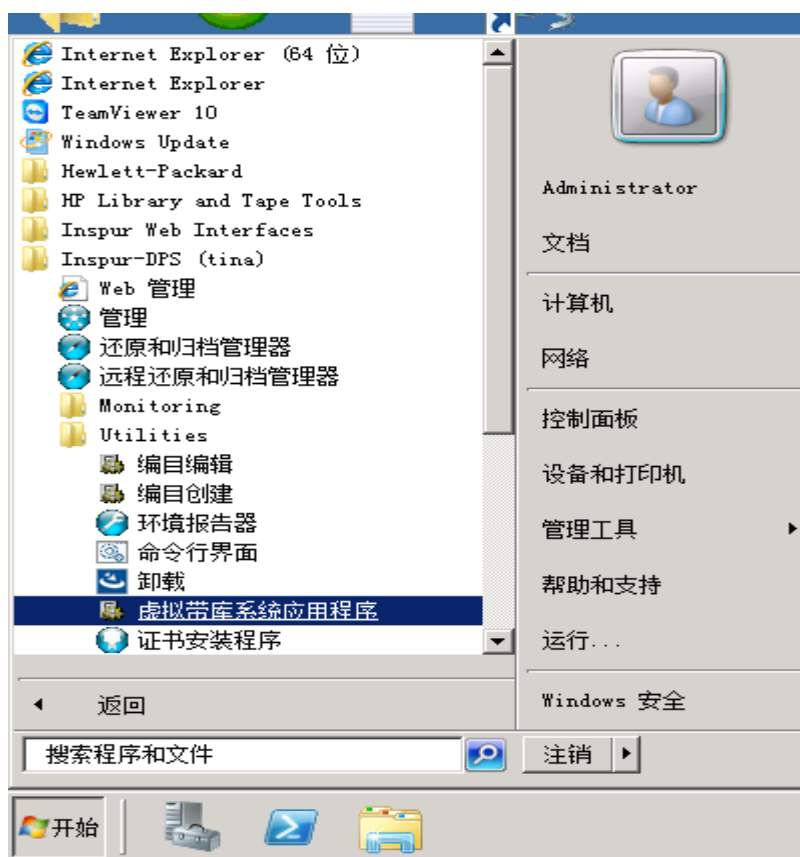 Internet Explorer (64 位)
Internet Explorer
TeamViewer 10
Windows Update
Hewlett-Packard
HP Library and Tape Tools
Inspur Web Interfaces
Inspur-DPS (tina)
Web 管理
管理
还原和归档管理器
远程还原和归档管理器
Monitoring
Utilities
编目编辑
编目创建
环境报告器
命令行界面
卸载
虚拟带库系统应用程序
证书安装程序
返回
搜索程序和文件
Administrator
文档
计算机
网络
控制面板
设备和打印机
管理工具
帮助和支持
运行...
Windows 安全
注销
开始